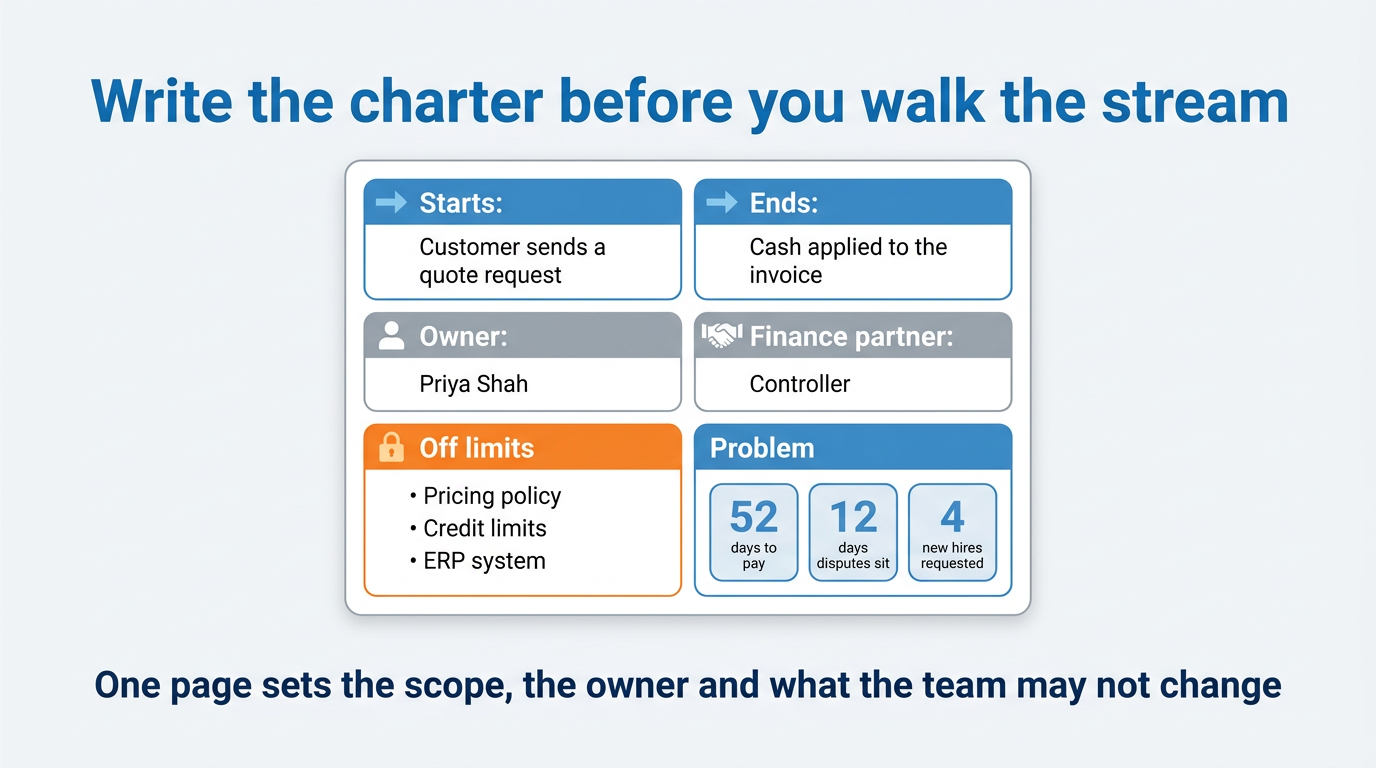 Write the charter before you walk the stream
Starts:
Customer sends a
quote request
Ends:
Cash applied to the
invoice
Owner:
Priya Shah
Finance partner:
Controller
Off limits
• Pricing policy
• Credit limits
• ERP system
Problem
52
days to
pay
12
days
disputes sit
4
new hires
requested
One page sets the scope, the owner and what the team may not change